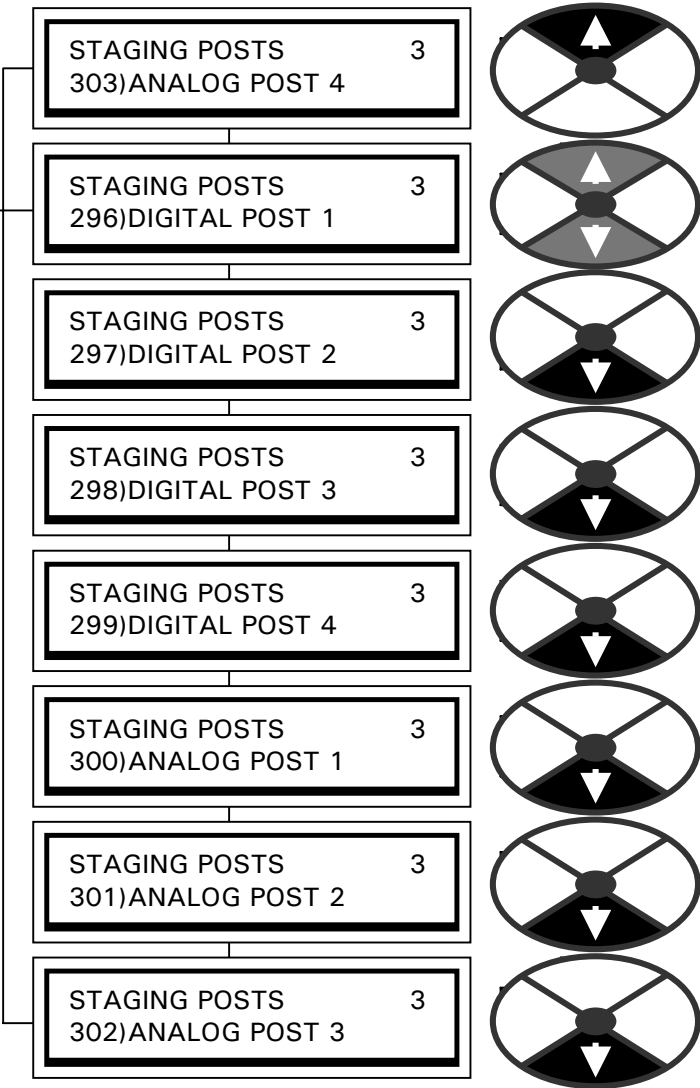 STAGING POSTS 3
303)ANALOG POST 4
STAGING POSTS 3
296)DIGITAL POST 1
STAGING POSTS 3
297)DIGITAL POST 2
STAGING POSTS 3
298)DIGITAL POST 3
STAGING POSTS 3
299)DIGITAL POST 4
STAGING POSTS 3
300)ANALOG POST 1
STAGING POSTS 3
301)ANALOG POST 2
STAGING POSTS 3
302)ANALOG POST 3